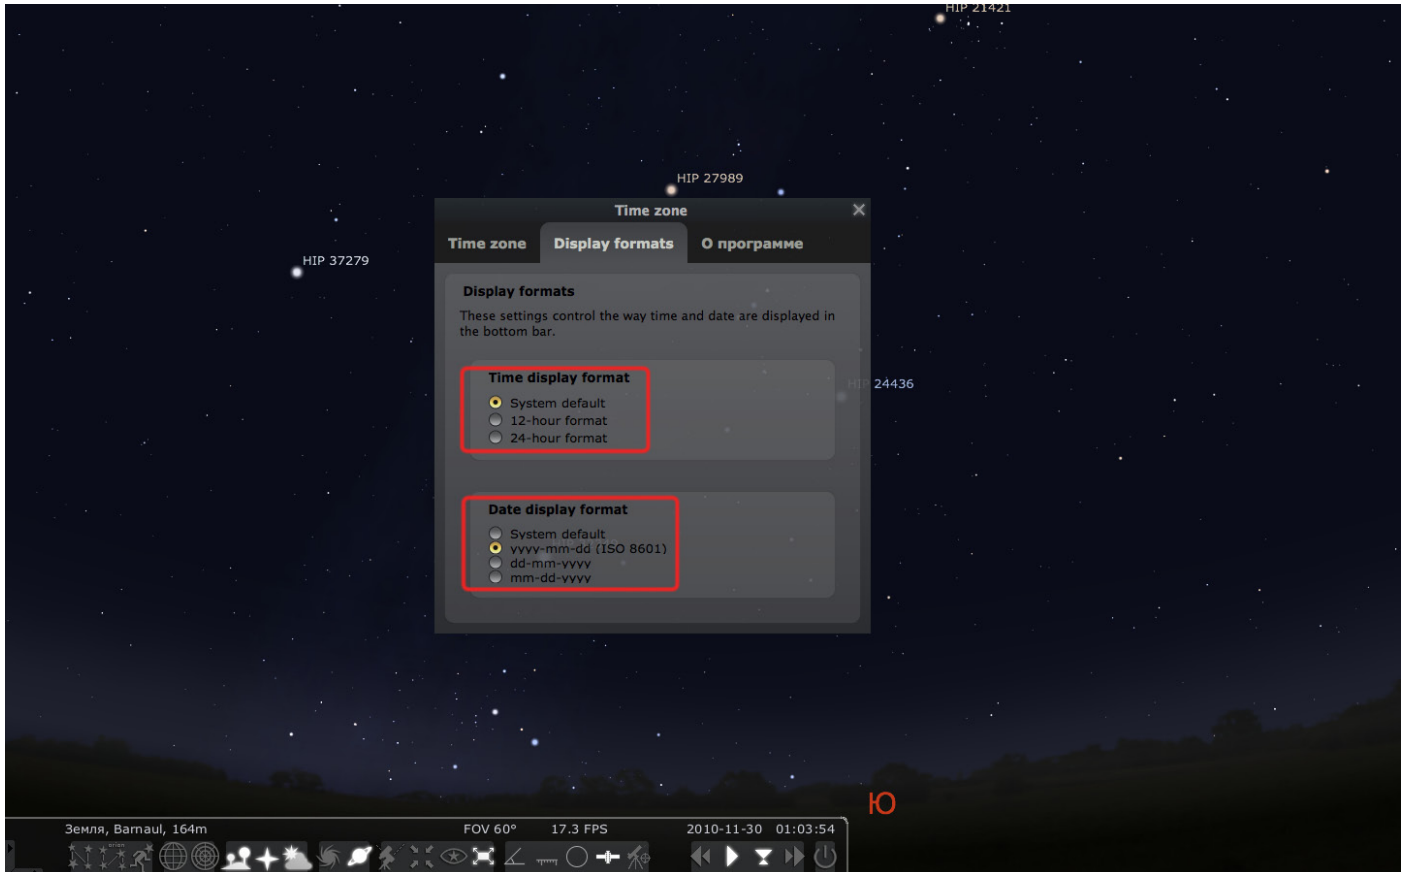 HIP 21421
HIP 27989
Time zone
Time zone Display formats О программе
HIP 37279
Display formats
These settings control the way time and date are displayed in
the bottom bar.
Time display format
HIP 24436
System default
12-hour format
24-hour format
Date display format
System default
yyyy-mm-dd (ISO 8601)
dd-mm-yyyy
mm-dd-yyyy
Ю
Земля, Barnaul, 164m FOV 60° 17.3 FPS 2010-11-30 01:03:54